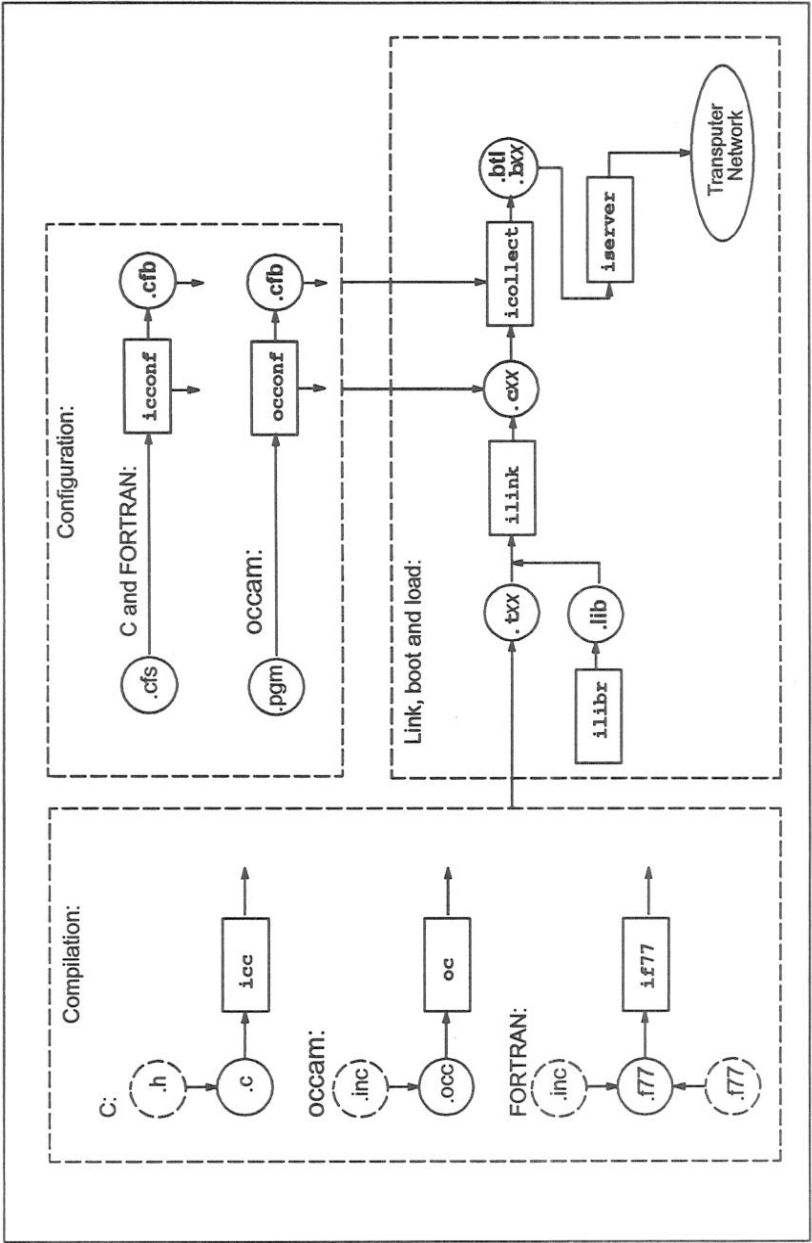 Compilation:
C:
.h
.c
icc
occam:
.inc
.occ
oc
FORTRAN:
.inc
.f77
if77
.f77
Configuration:
C and FORTRAN:
.cfs
icconf
.cfb
occam:
.pgm
occonf
.cfb
Link, boot and load:
.txx
ilink
.cxx
icollect
.btl
.bxx
ilibr
.lib
iserver
Transputer
Network